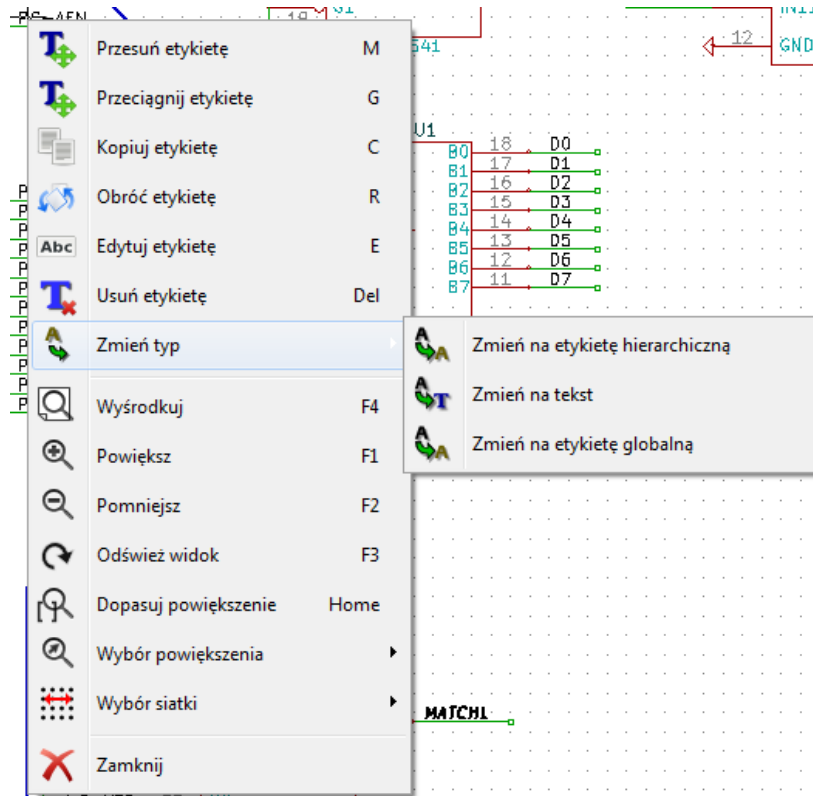 Przesuń etykietę M
Przeciągnij etykietę G
Kopiuj etykietę C
Obróć etykietę R
Abc Edytuj etykietę E
Usuń etykietę Del
Zmień typ
Wyśrodkuj F4
Powiększ F1
Pomniejsz F2
Odśwież widok F3
Dopasuj powiększenie Home
Wybór powiększenia
Wybór siatki
Zamknij
Zmień na etykietę hierarchiczną
Zmień na tekst
Zmień na etykietę globalną
12 GND
U1
B0 18 D0
B1 17 D1
B2 16 D2
B3 15 D3
B4 14 D4
B5 13 D5
B6 12 D6
B7 11 D7
MATCHL